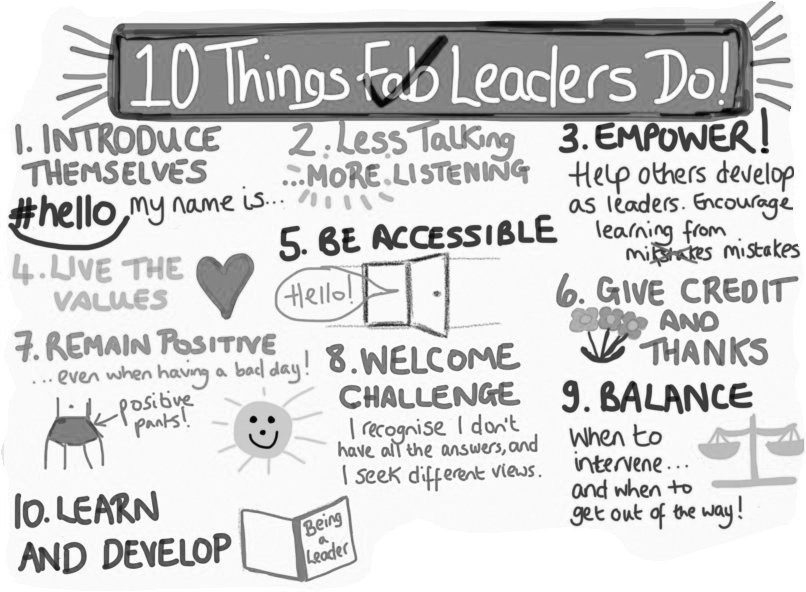 10 Things Fab Leaders Do!
1. INTRODUCE
THEMSELVES
#hello my name is...
2. Less Talking
...MORE LISTENING
3. EMPOWER!
Help others develop
as leaders. Encourage
learning from
mistakes mistakes
4. LIVE THE
VALUES
5. BE ACCESSIBLE
Hello!
6. GIVE CREDIT
AND
THANKS
7. REMAIN POSITIVE
...even when having a bad day!
positive
pants!
8. WELCOME
CHALLENGE
I recognise I don't
have all the answers, and
I seek different views.
9. BALANCE
When to
intervene...
and when to
get out of the way!
10. LEARN
AND DEVELOP
Being
a
Leader